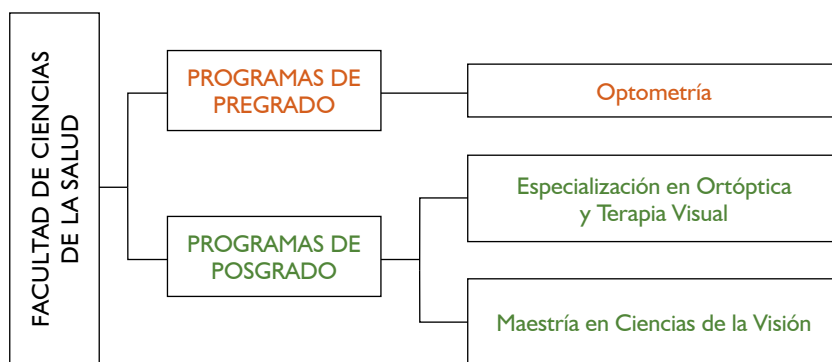 FACULTAD DE CIENCIAS
DE LA SALUD
PROGRAMAS DE
PREGRADO
Optometría
PROGRAMAS DE
POSGRADO
Especialización en Ortóptica
y Terapia Visual
Maestría en Ciencias de la Visión